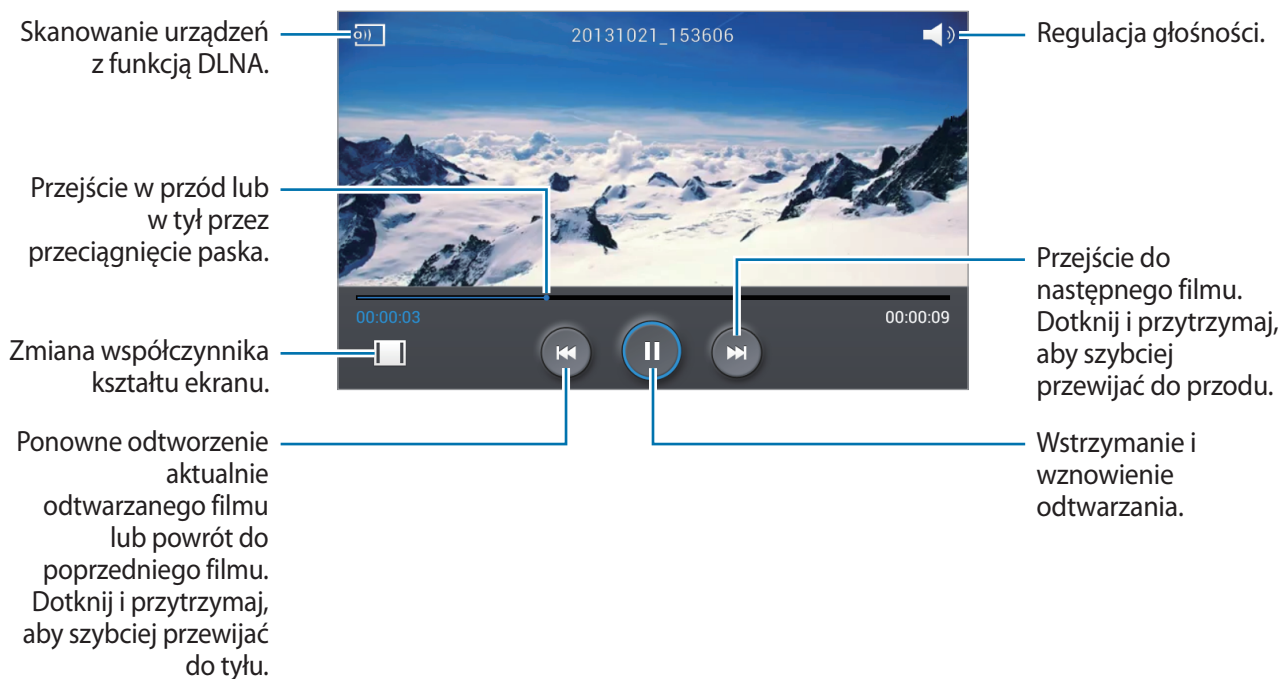 Skanowanie urządzeń
z funkcją DLNA.
20131021_153606
Regulacja głośności.
Przejście w przód lub
w tył przez
przeciągnięcie paska.
Przejście do
następnego filmu.
Dotknij i przytrzymaj,
aby szybciej
przewijać do przodu.
00:00:03
00:00:09
Zmiana współczynnika
kształtu ekranu.
Ponowne odtworzenie
aktualnie
odtwarzanego filmu
lub powrót do
poprzedniego filmu.
Dotknij i przytrzymaj,
aby szybciej przewijać
do tyłu.
Wstrzymanie i
wznowienie
odtwarzania.